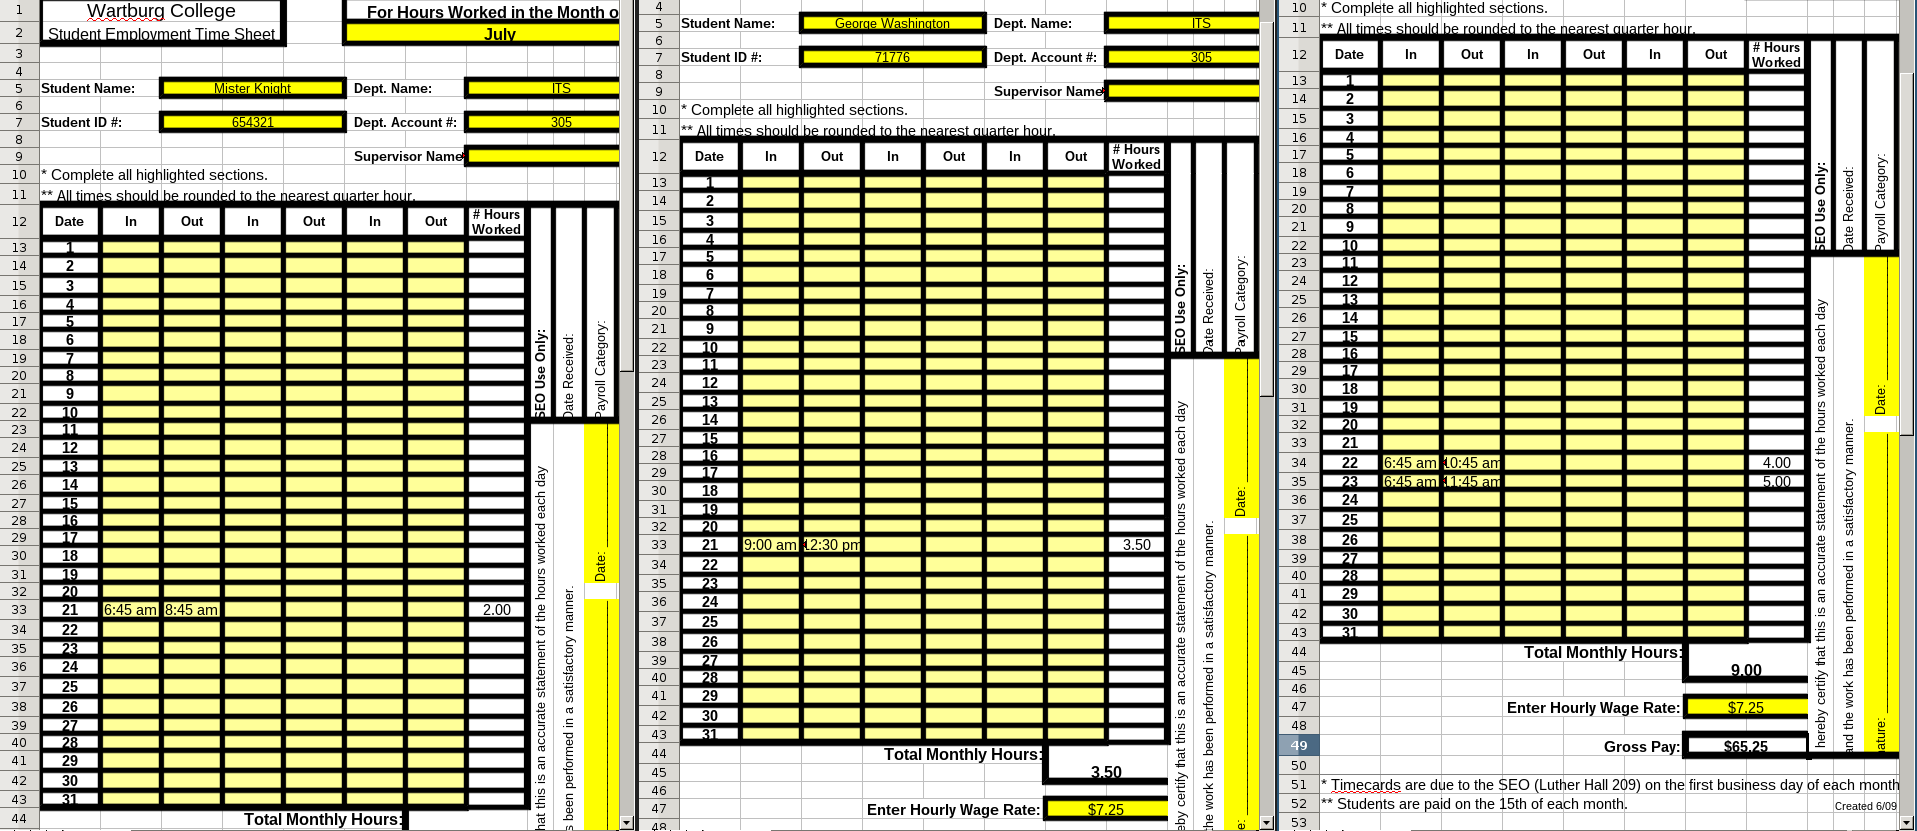 1
Wartburg College
For Hours Worked in the Month o
2
Student Employment Time Sheet
July
3
4
5
Student Name:
Mister Knight
Dept. Name:
ITS
6
7
Student ID #:
654321
Dept. Account #:
305
8
9
Supervisor Name
10
* Complete all highlighted sections.
11
** All times should be rounded to the nearest quarter hour.
12
Date In Out In Out In Out # Hours Worked
13 1
14 2
15 3
16 4
17 5
18 6
19 7
20 8
21 9
22 10
23 11
24 12
25 13
26 14
27 15
28 16
29 17
30 18
31 19
32 20
33 21 6:45 am 8:45 am 2.00
34 22
35 23
36 24
37 25
38 26
39 27
40 28
41 29
42 30
43 31
44 Total Monthly Hours:
SEO Use Only:
Date Received:
Payroll Category:
hat this is an accurate statement of the hours worked each day
s been performed in a satisfactory manner.
Date:
4
5
Student Name:
George Washington
Dept. Name:
ITS
6
7
Student ID #:
71776
Dept. Account #:
305
8
9
Supervisor Name
10
* Complete all highlighted sections.
11
** All times should be rounded to the nearest quarter hour.
12
Date In Out In Out In Out # Hours Worked
13 1
14 2
15 3
16 4
17 5
18 6
19 7
20 8
21 9
22 10
23 11
24 12
25 13
26 14
27 15
28 16
29 17
30 18
31 19
32 20
33 21 9:00 am 12:30 pm 3.50
34 22
35 23
36 24
37 25
38 26
39 27
40 28
41 29
42 30
43 31
44 Total Monthly Hours:
45 3.50
46
47 Enter Hourly Wage Rate: $7.25
48
SEO Use Only:
Date Received:
Payroll Category:
eby certify that this is an accurate statement of the hours worked each day
the work has been performed in a satisfactory manner.
Date:
e:
10
* Complete all highlighted sections.
11
** All times should be rounded to the nearest quarter hour.
12
Date In Out In Out In Out # Hours Worked
13 1
14 2
15 3
16 4
17 5
18 6
19 7
20 8
21 9
22 10
23 11
24 12
25 13
26 14
27 15
28 16
29 17
30 18
31 19
32 20
33 21
34 22 6:45 am 10:45 am 4.00
35 23 6:45 am 11:45 am 5.00
36 24
37 25
38 26
39 27
40 28
41 29
42 30
43 31
44 Total Monthly Hours:
45 9.00
46
47 Enter Hourly Wage Rate: $7.25
48
49 Gross Pay: $65.25
50
51 * Timecards are due to the SEO (Luther Hall 209) on the first business day of each month
52 ** Students are paid on the 15th of each month.
Created 6/09
53
SEO Use Only:
Date Received:
Payroll Category:
hereby certify that this is an accurate statement of the hours worked each day
and the work has been performed in a satisfactory manner.
Date:
nature: